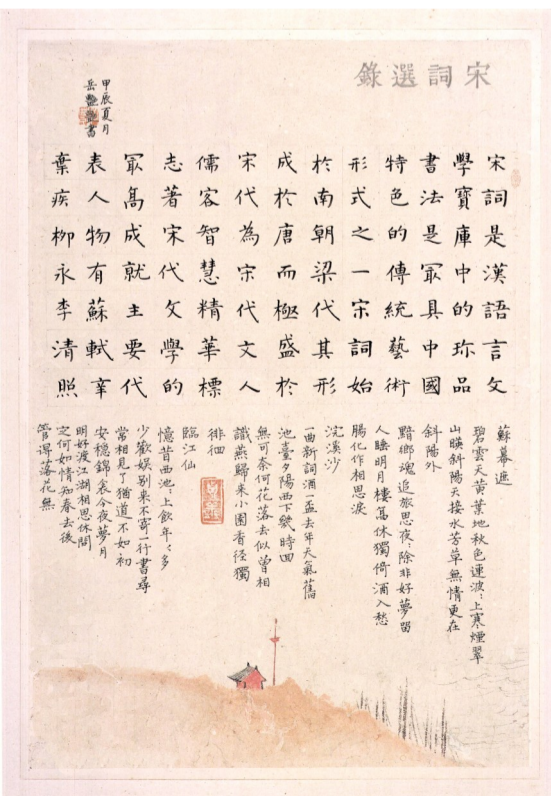 宋詞選錄
宋詞是漢語言文
學寶庫中的珎品
書法是冣具中國
特色的傳統藝術
形式之一宋詞始
於南朝梁代其形
成於唐而極盛於
宋代為宋代文人
儒客智慧精華標
志著宋代文學的
冣高成就主要代
表人物有蘇軾辛
棄疾柳永李清照
蘇幕遮
碧雲天黃葉地秋色連波〻上寒煙翠
山暎斜陽天接水芳草無情更在
斜陽外
黯鄉魂追旅思夜〻除非好夢留
人睡明月樓高休獨倚酒入愁
腸化作相思淚
浣溪沙
一曲新詞酒一盃去年天氣舊
池臺夕陽西下幾時回
無可奈何花落去似曾相
識燕歸來小園香徑獨
徘徊
臨江仙
憶昔西池〻上飲年〻多
少歡娛別來不寄一行書尋
常相見了猶道不如初
安穩錦衾今夜夢月
明好渡江湖相思休問
定何如情知春去後
管得落花無
甲辰夏月
岳艷艷書